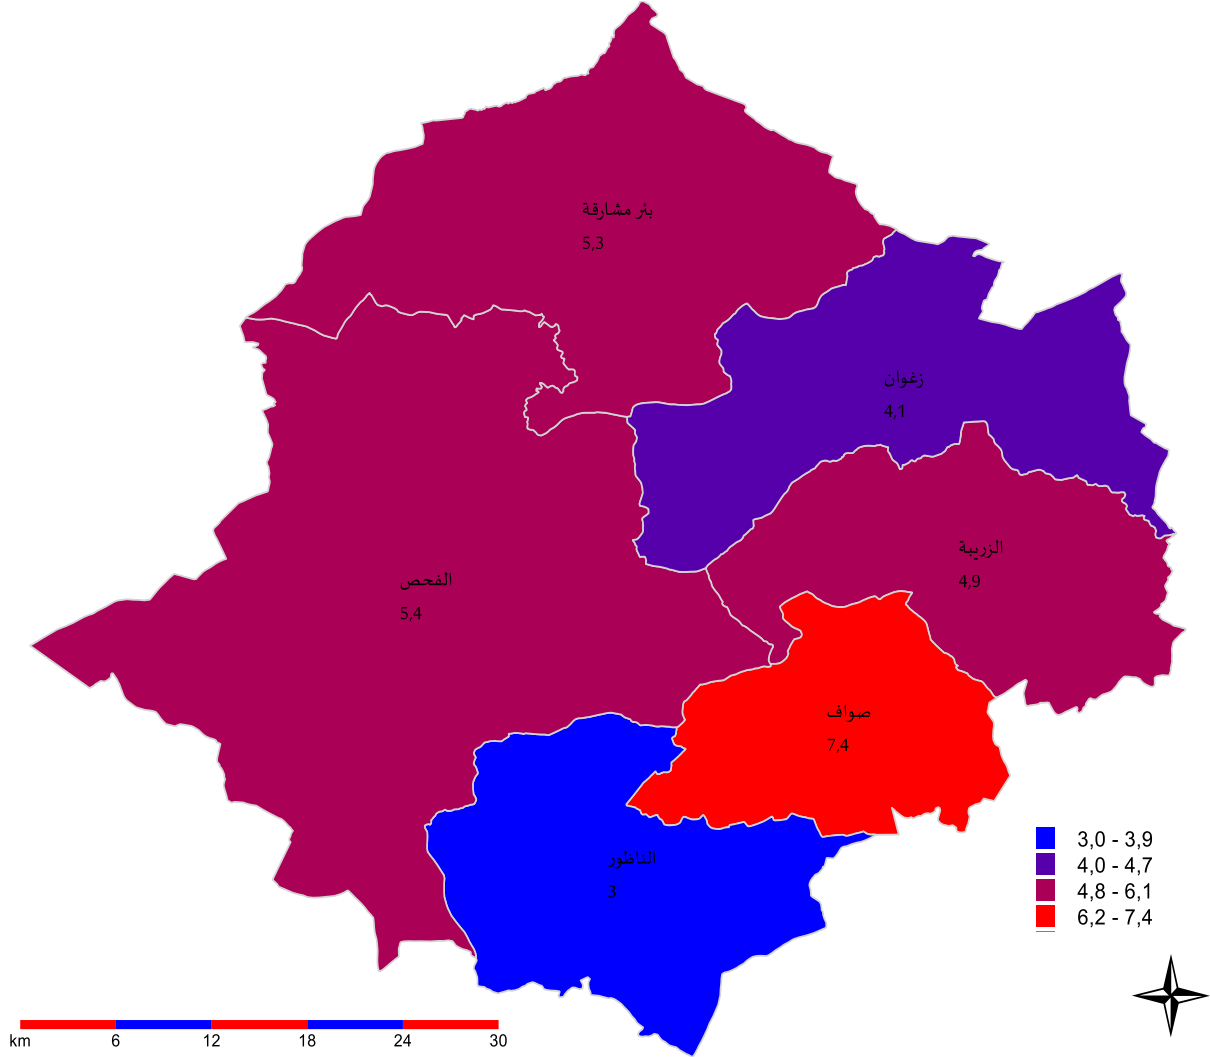 بئر مشارقة
5,3
زغوان
4,1
الزريبة
4,9
الفحص
5,4
صواف
7,4
الناظور
3
3,0 - 3,9
4,0 - 4,7
4,8 - 6,1
6,2 - 7,4
km 6 12 18 24 30